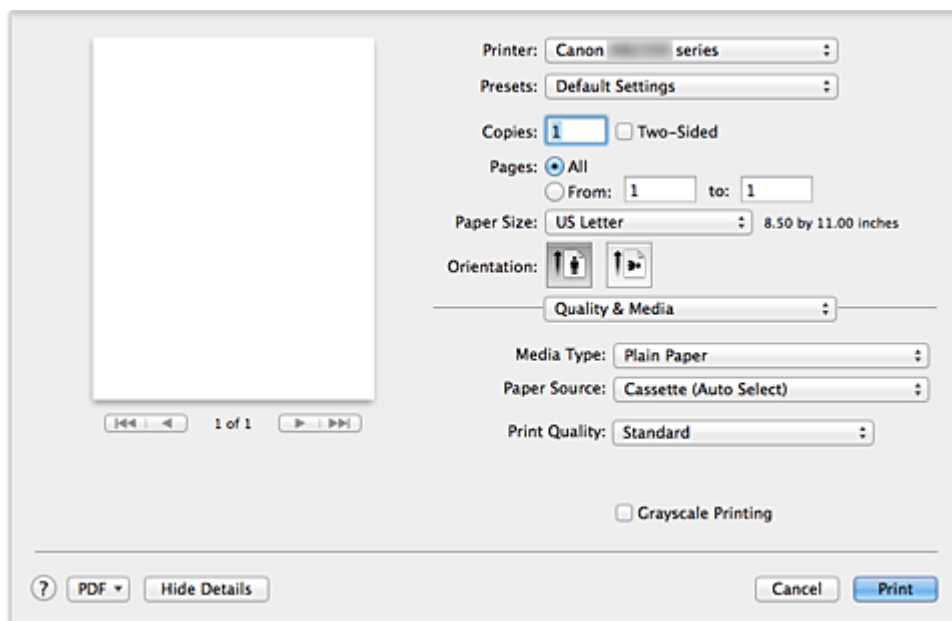 Printer: Canon series
Presets: Default Settings
Copies: 1 Two-Sided
Pages: All
From: 1 to: 1
Paper Size: US Letter 8.50 by 11.00 inches
Orientation:
Quality & Media
Media Type: Plain Paper
Paper Source: Cassette (Auto Select)
1 of 1
Print Quality: Standard
Grayscale Printing
? PDF Hide Details Cancel Print